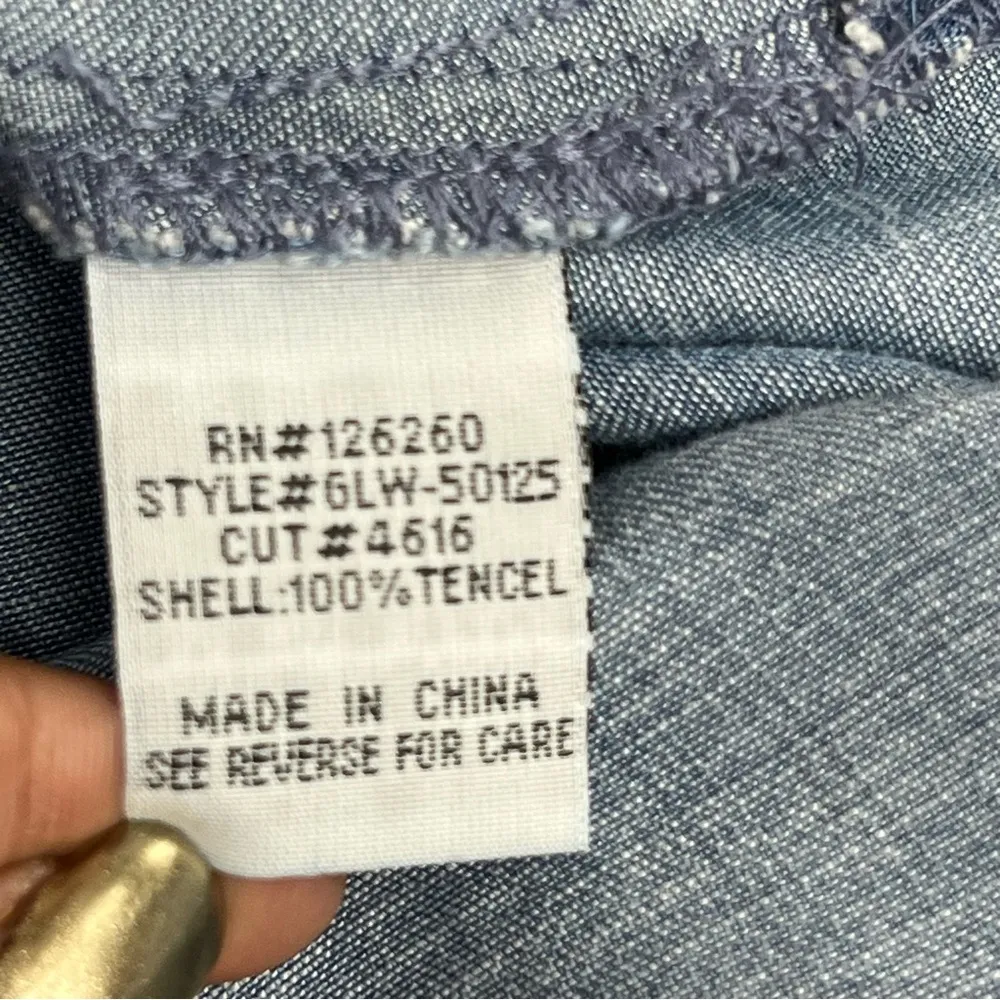 RN#126260
STYLE#GLW-50125
CUT#4616
SHELL:100%TENCEL
MADE IN CHINA
SEE REVERSE FOR CARE